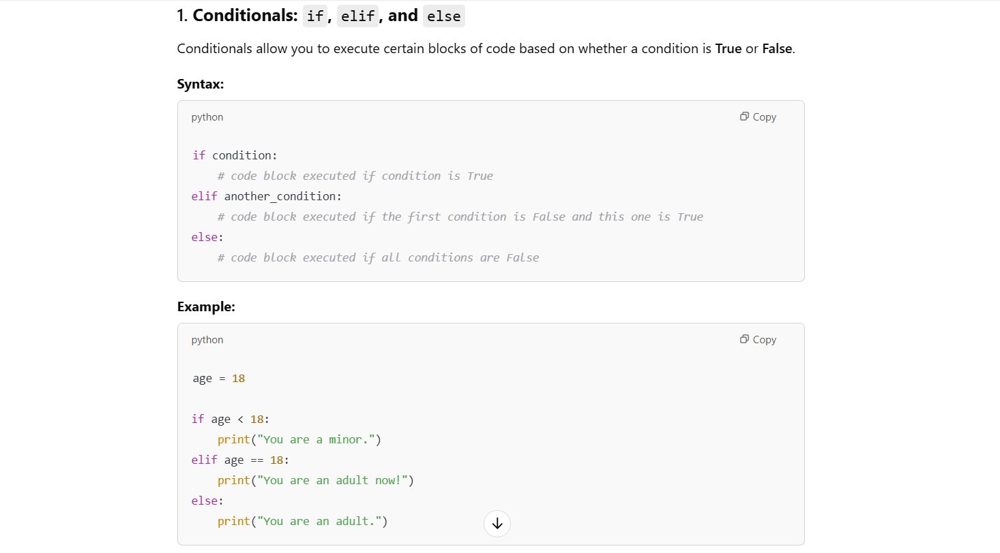 1. Conditionals: if, elif, and else
Conditionals allow you to execute certain blocks of code based on whether a condition is True or False.
Syntax:
python
Copy
if condition:
    # code block executed if condition is True
elif another_condition:
    # code block executed if the first condition is False and this one is True
else:
    # code block executed if all conditions are False
Example:
python
Copy
age = 18
if age < 18:
    print("You are a minor.")
elif age == 18:
    print("You are an adult now!")
else:
    print("You are an adult.")